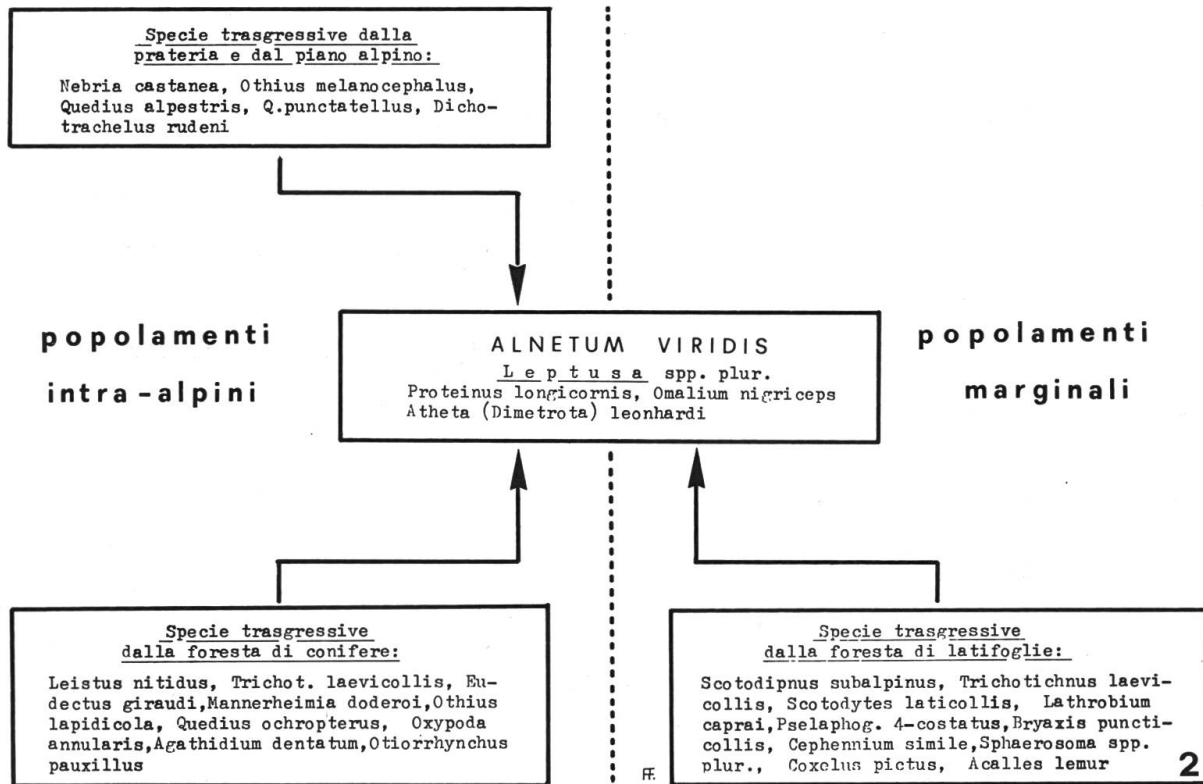 Specie trasgressive dalla
prateria e dal piano alpino:
Nebria castanea, Othius melanocephalus,
Quedius alpestris, Q.punctatellus, Dicho-
trachelus rudeni
popolamenti
intra-alpini
ALNETUM VIRIDIS
Leptusa spp. plur.
Proteinus longicornis, Omalium nigriceps
Atheta (Dimetrota) leonhardi
popolamenti
marginali
Specie trasgressive
dalla foresta di conifere:
Leistus nitidus, Trichot. laevicollis, Eu-
dectus giraudi,Mannerheimia doderoi,Othius
lapidicola, Quedius ochropterus, Oxypoda
annularis,Agathidium dentatum,Otiorrhynchus
pauxillus
Specie trasgressive
dalla foresta di latifoglie:
Scotodipnus subalpinus, Trichotichnus laevi-
collis, Scotodytes laticollis, Lathrobium
caprai,Pselaphog. 4-costatus,Bryaxis puncti-
collis, Cephennium simile,Sphaerosoma spp.
plur., Coxelus pictus, Acalles lemur
2